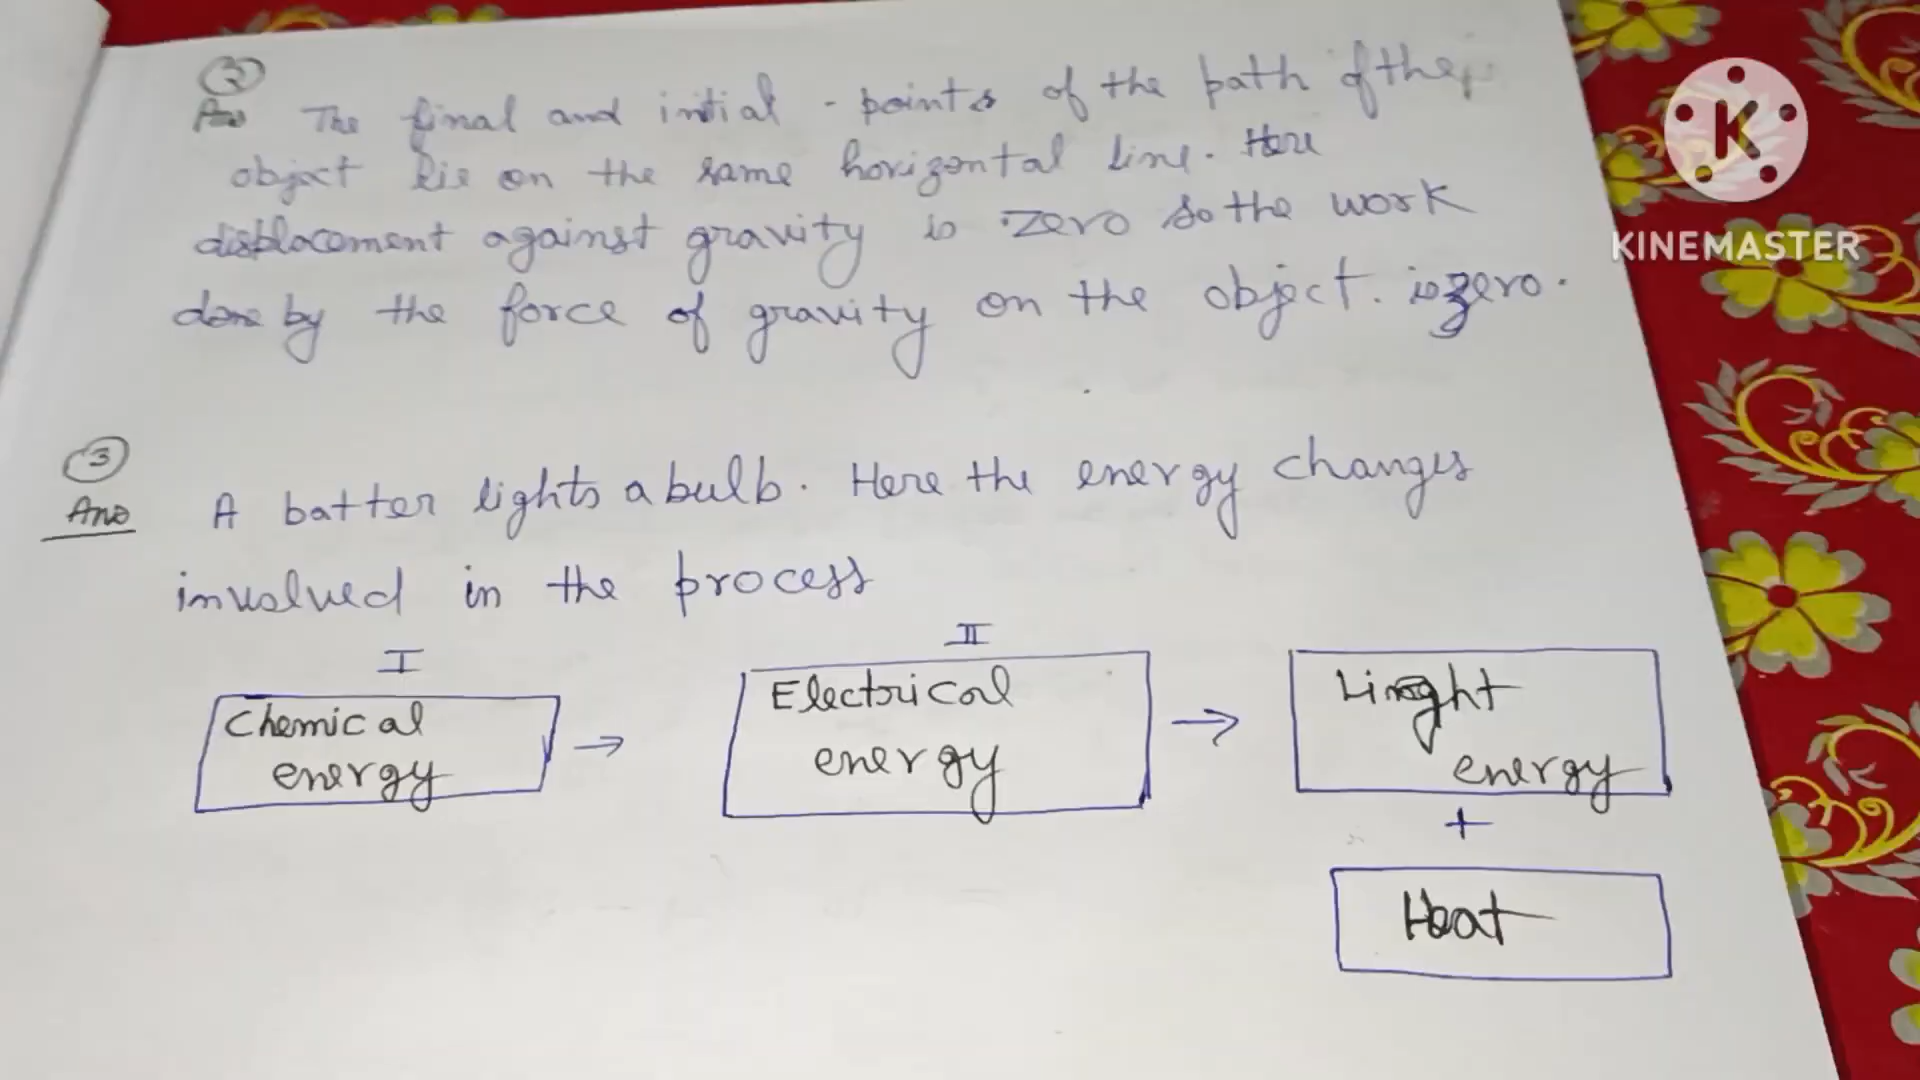 2
Ans The final and initial - points of the path of the
object lie on the same horizontal line. Here
displacement against gravity is zero so the work
done by the force of gravity on the object. is zero.
3
Ans A batter lights a bulb. Here the energy changes
involved in the process
I II
Chemical energy → Electrical energy → Linght energy
+
Heat
K
KINEMASTER